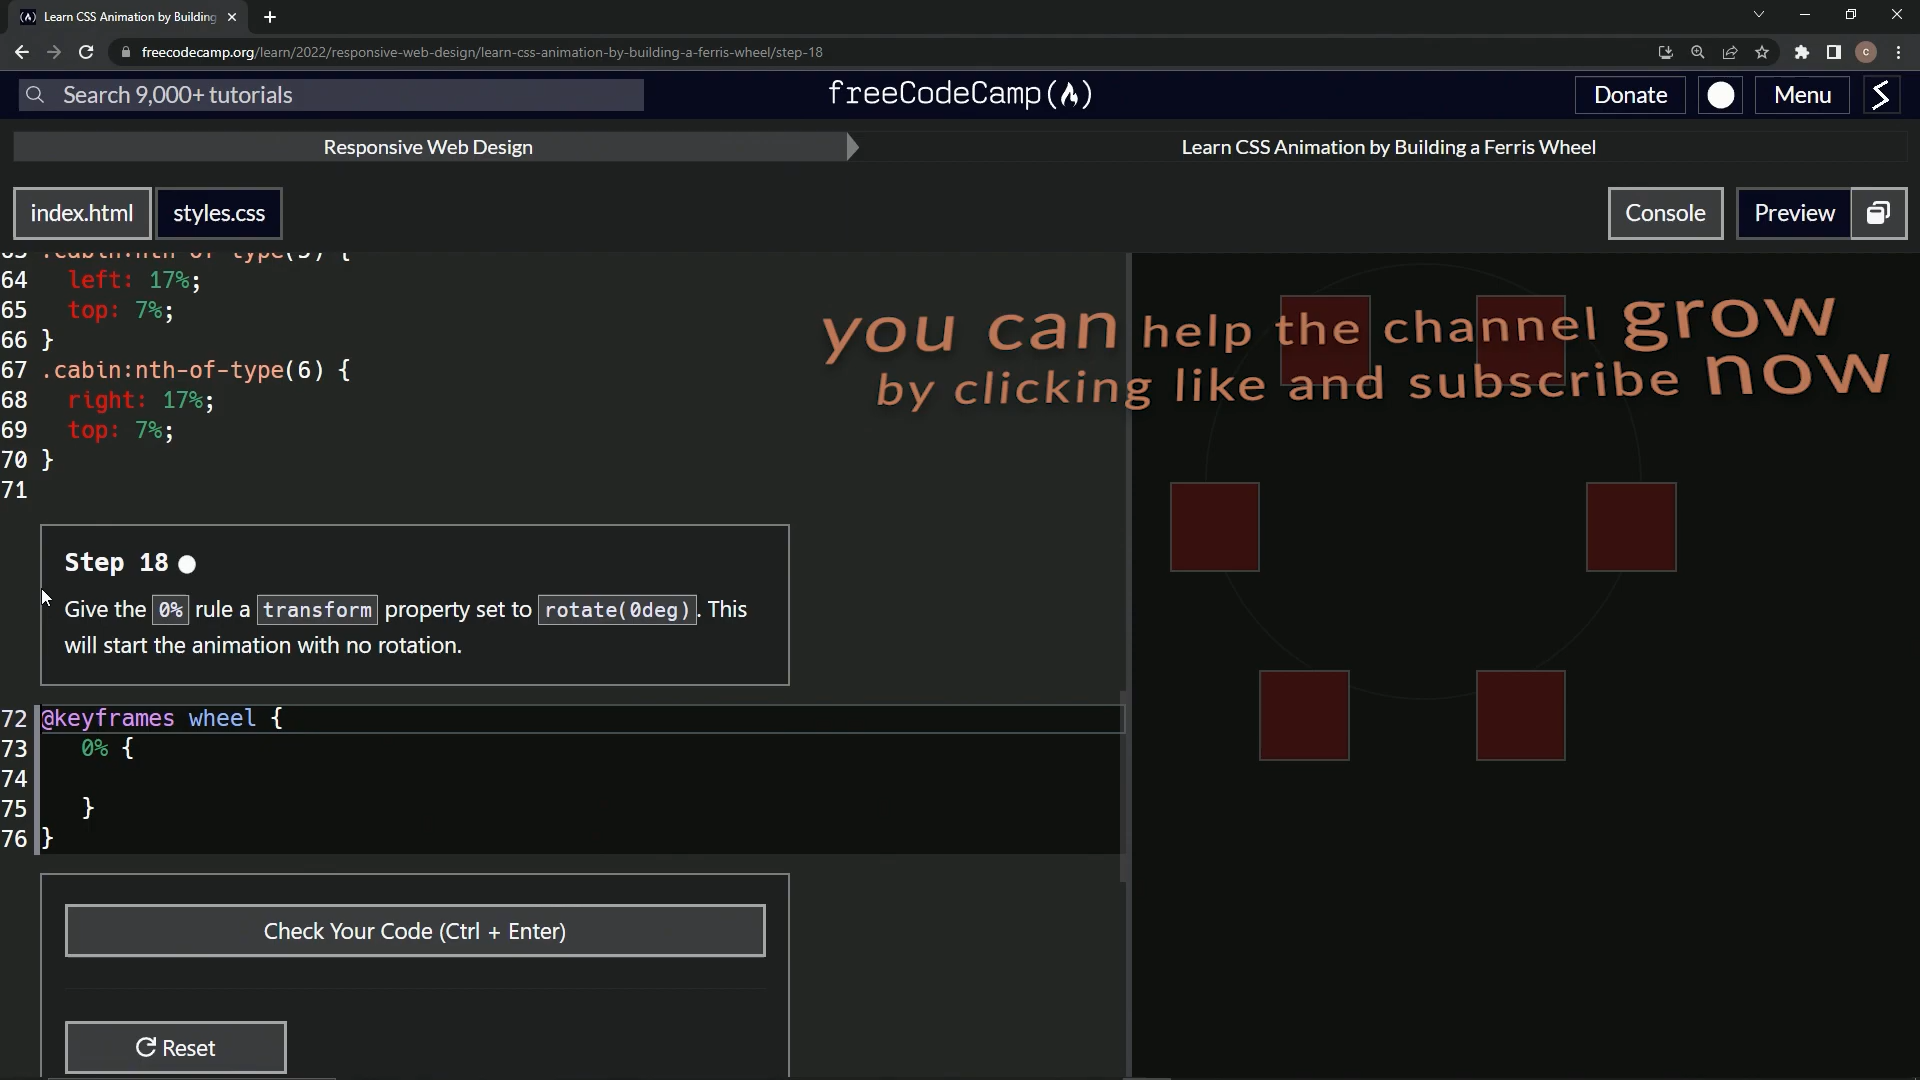 Learn CSS Animation by Building
freecodecamp.org/learn/2022/responsive-web-design/learn-css-animation-by-building-a-ferris-wheel/step-18
C
Search 9,000+ tutorials
freeCodeCamp(🔥)
Donate
Menu
Responsive Web Design
Learn CSS Animation by Building a Ferris Wheel
index.html
styles.css
Console
Preview
you can help the channel grow
by clicking like and subscribe now
64 left: 17%;
65 top: 7%;
66 }
67 .cabin:nth-of-type(6) {
68 right: 17%;
69 top: 7%;
70 }
71
Step 18
Give the 0% rule a transform property set to rotate(0deg). This
will start the animation with no rotation.
72 @keyframes wheel {
73 0% {
74
75 }
76 }
Check Your Code (Ctrl + Enter)
Reset